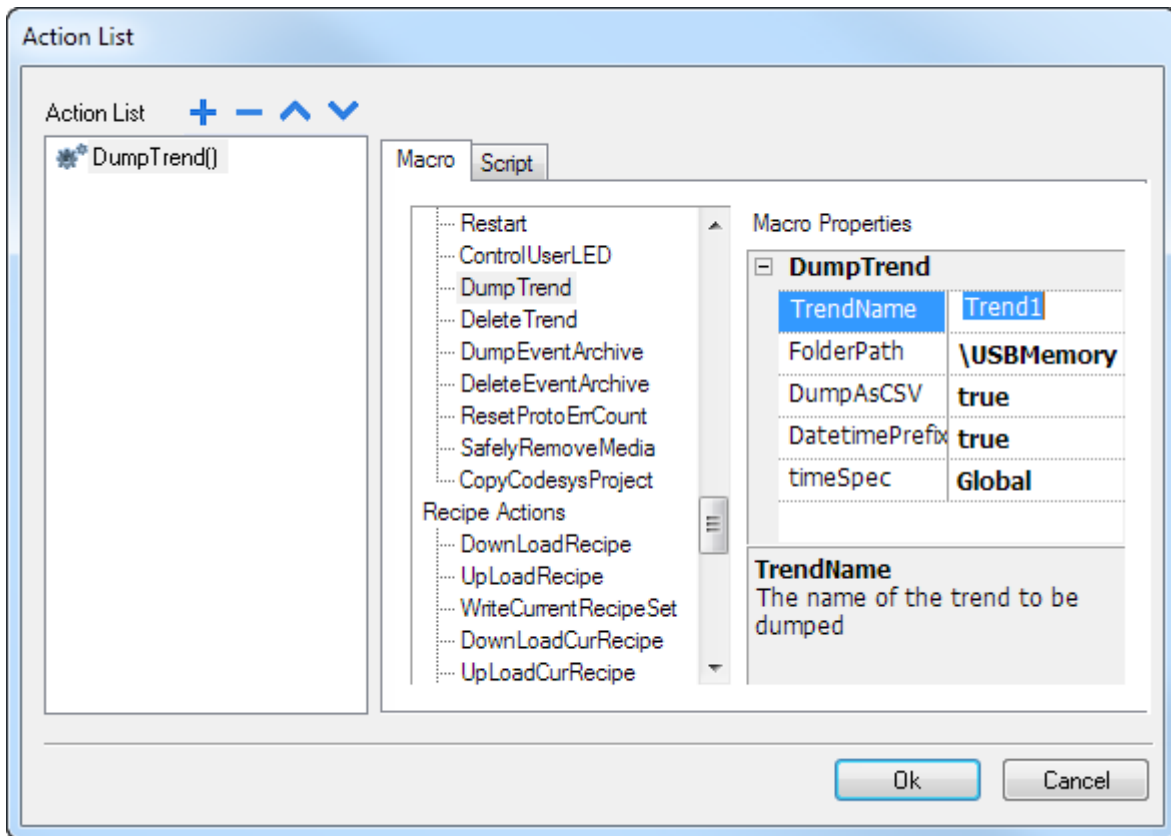 Action List
Action List
DumpTrend()
Macro
Script
Restart
ControlUserLED
DumpTrend
DeleteTrend
DumpEventArchive
DeleteEventArchive
ResetProtoErrCount
SafelyRemoveMedia
CopyCodesysProject
Recipe Actions
DownLoadRecipe
UpLoadRecipe
WriteCurrentRecipeSet
DownLoadCurRecipe
UpLoadCurRecipe
Macro Properties
DumpTrend
TrendName Trend1
FolderPath \USBMemory
DumpAsCSV true
DatetimePrefix true
timeSpec Global
TrendName
The name of the trend to be
dumped
Ok Cancel